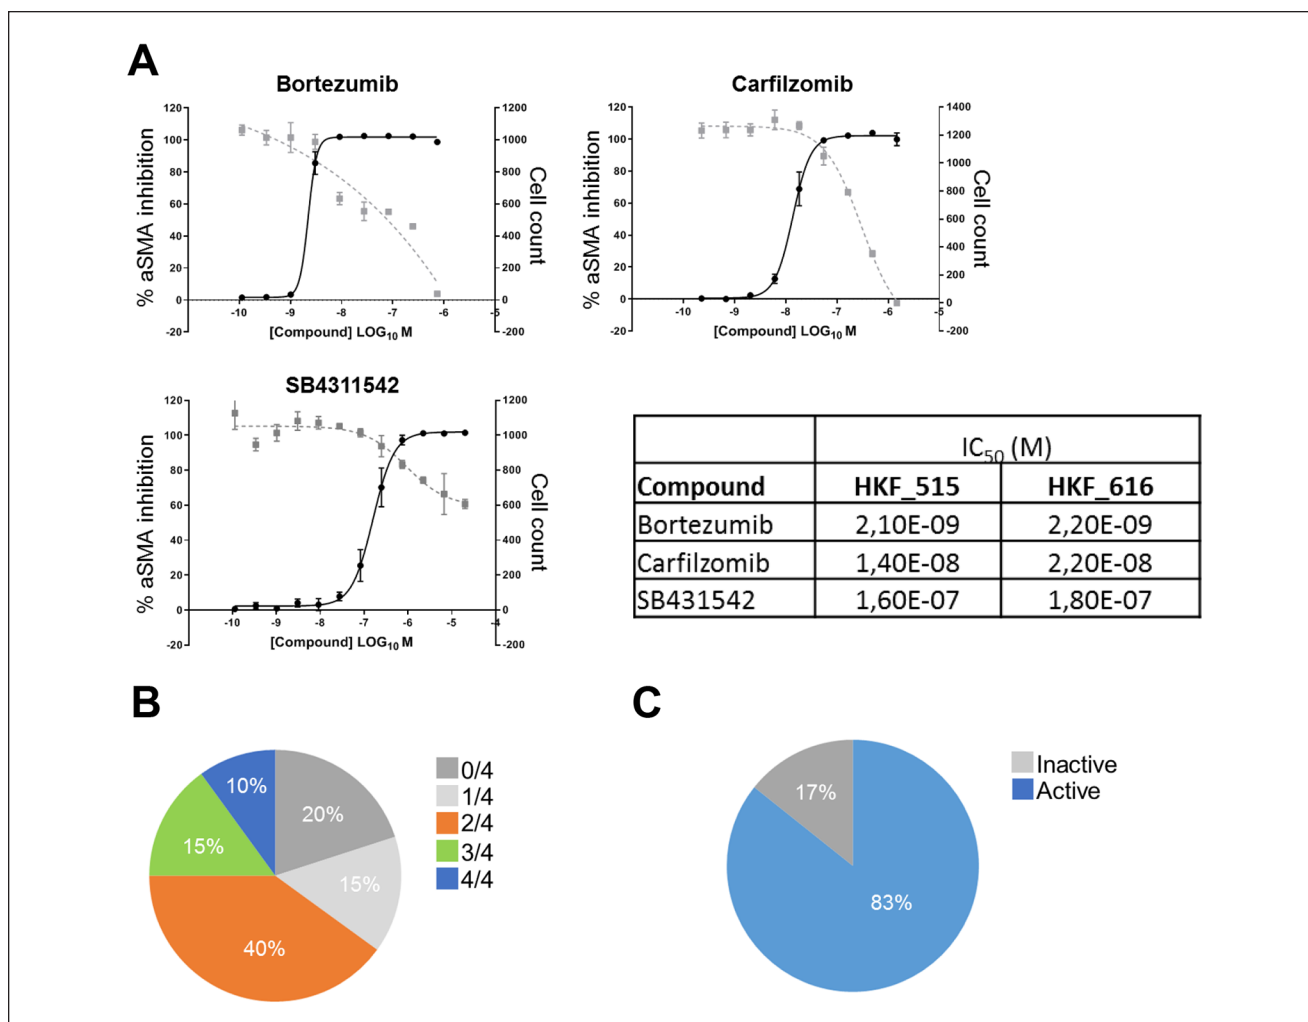 A
Bortezumib
120
100
80
60
40
20
0
-20
% aSMA inhibition
1200
1000
800
600
400
200
0
-200
Cell count
-10 -9 -8 -7 -6 -5
[Compound] LOG10 M
Carfilzomib
120
100
80
60
40
20
0
-20
% aSMA inhibition
1400
1200
1000
800
600
400
200
0
-200
Cell count
-10 -9 -8 -7 -6 -5
[Compound] LOG10 M
SB4311542
120
100
80
60
40
20
0
-20
% aSMA inhibition
1200
1000
800
600
400
200
0
-200
Cell count
-10 -9 -8 -7 -6 -5 -4
[Compound] LOG10 M
IC50 (M)
Compound HKF_515 HKF_616
Bortezumib 2,10E-09 2,20E-09
Carfilzomib 1,40E-08 2,20E-08
SB431542 1,60E-07 1,80E-07
B
10%
20%
15%
15%
40%
0/4
1/4
2/4
3/4
4/4
C
17%
83%
Inactive
Active